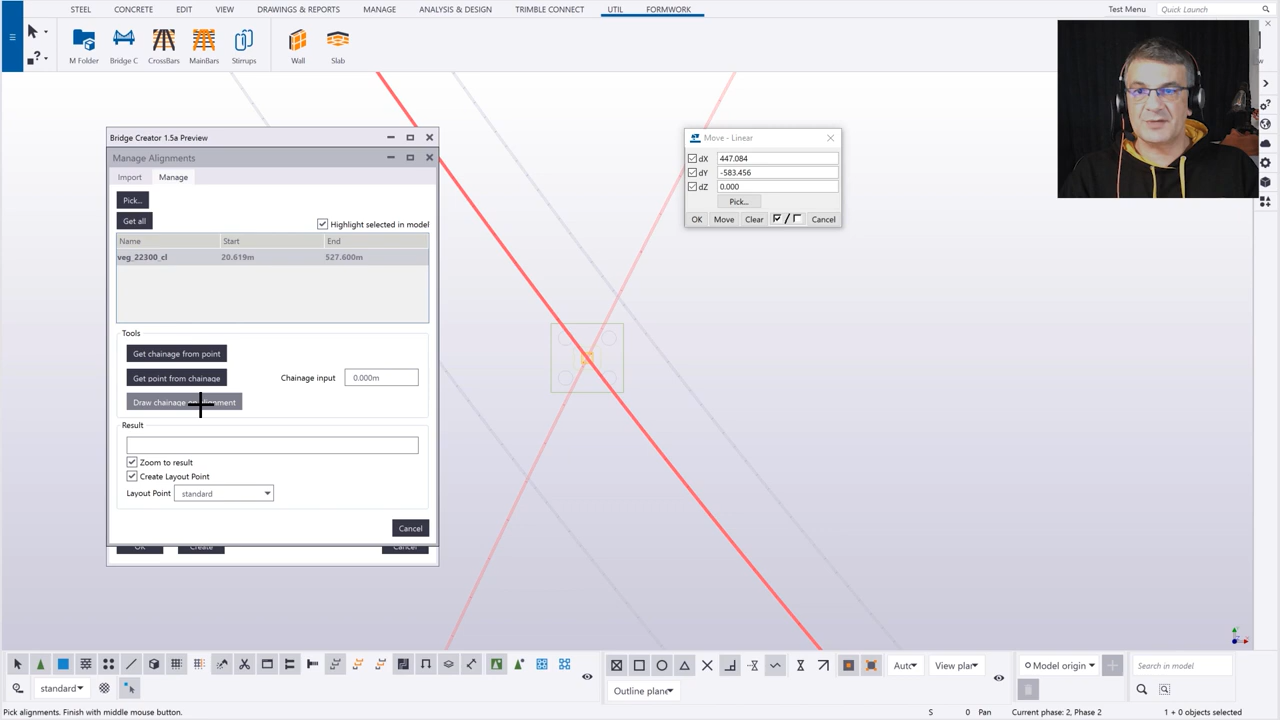 STEEL CONCRETE EDIT VIEW DRAWINGS & REPORTS MANAGE ANALYSIS & DESIGN TRIMBLE CONNECT UTIL FORMWORK Test Menu Quick Launch
M Folder Bridge C CrossBars MainBars Stirrups Wall Slab
Bridge Creator 1.5a Preview
Manage Alignments
Import Manage
Pick...
Get all
Highlight selected in model
Name Start End
veg_22300_cl 20.619m 527.600m
Tools
Get chainage from point
Get point from chainage Chainage input 0.000m
Draw chainage on alignment
Result
Zoom to result
Create Layout Point
Layout Point standard
Cancel
OK Create Cancel
Move - Linear
dX 447.084
dY -583.456
dZ 0.000
Pick...
OK Move Clear / Cancel
Auto View plan Model origin Search in model
standard Outline plane
Pick alignments. Finish with middle mouse button. S 0 Pan Current phase: 2, Phase 2 1 + 0 objects selected